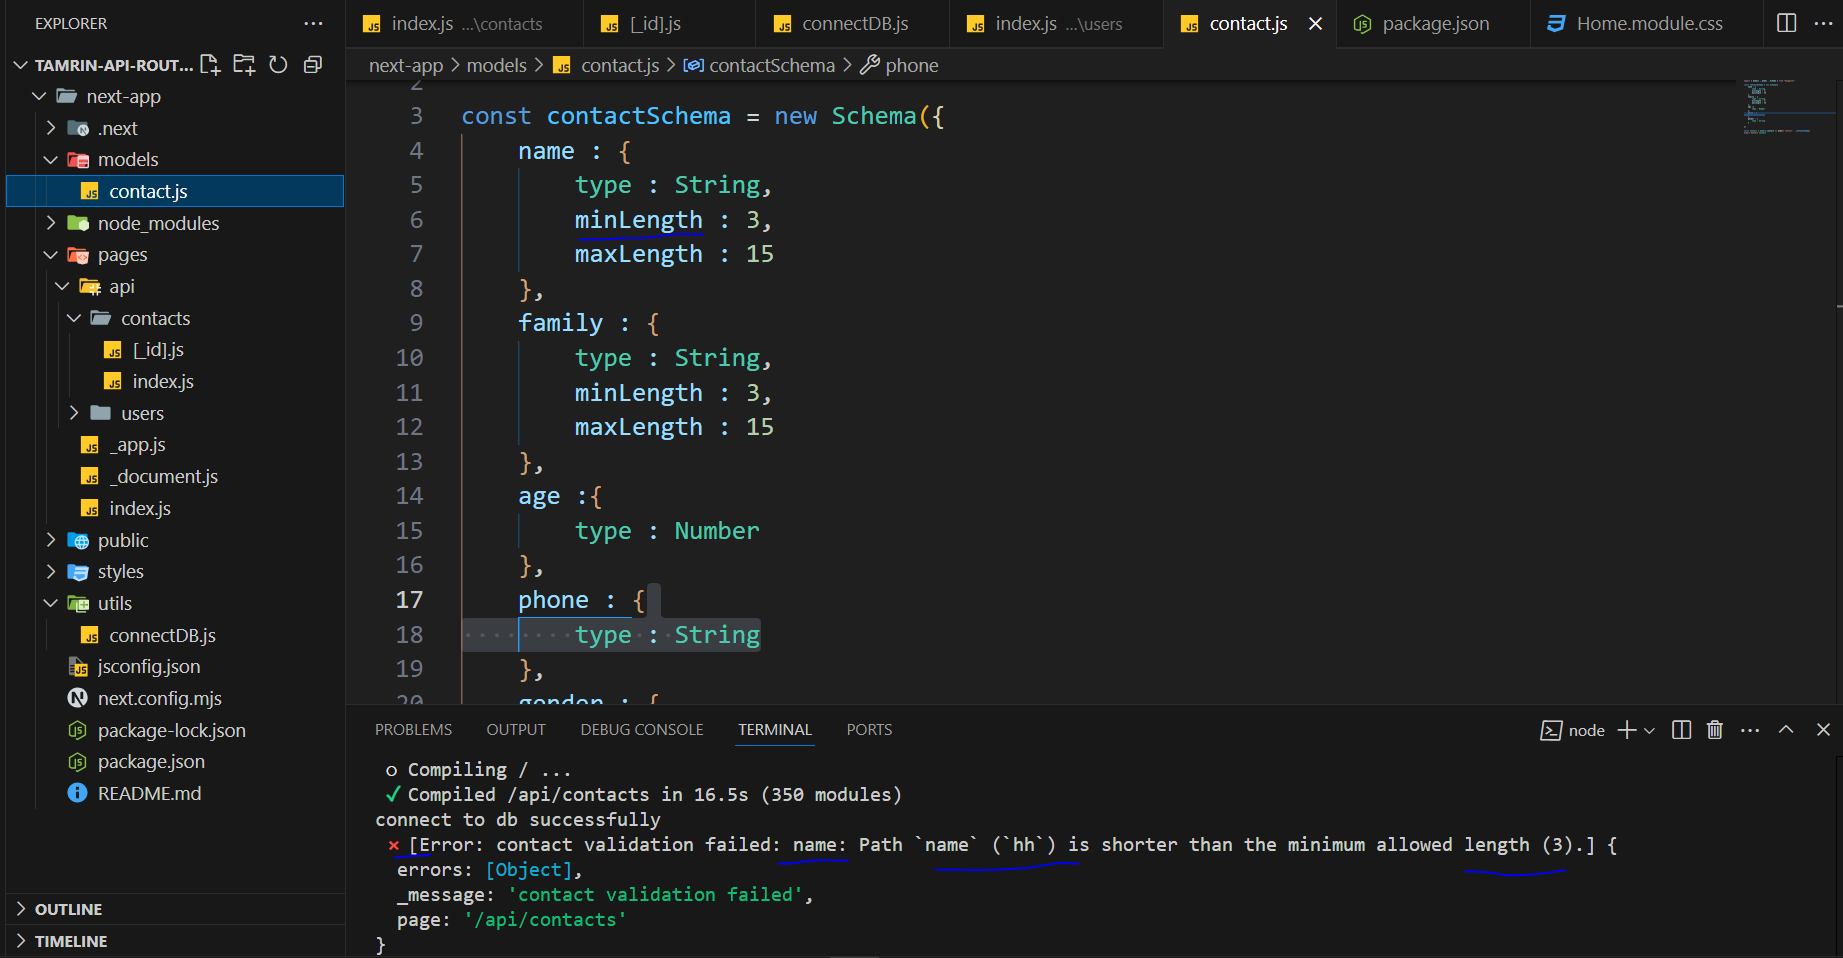 EXPLORER ...
TAMRIN-API-ROUT...
next-app
.next
models
contact.js
node_modules
pages
api
contacts
[_id].js
index.js
users
_app.js
_document.js
index.js
public
styles
utils
connectDB.js
jsconfig.json
next.config.mjs
package-lock.json
package.json
README.md
OUTLINE
TIMELINE
index.js ...\contacts [_id].js connectDB.js index.js ...\users contact.js package.json Home.module.css ...
next-app > models > contact.js > contactSchema > phone
2
3 const contactSchema = new Schema({
4 name : {
5 type : String,
6 minLength : 3,
7 maxLength : 15
8 },
9 family : {
10 type : String,
11 minLength : 3,
12 maxLength : 15
13 },
14 age :{
15 type : Number
16 },
17 phone : {
18 type : String
19 },
20 gender : {
PROBLEMS OUTPUT DEBUG CONSOLE TERMINAL PORTS node ...
○ Compiling / ...
✓ Compiled /api/contacts in 16.5s (350 modules)
connect to db successfully
⨯ [Error: contact validation failed: name: Path `name` (`hh`) is shorter than the minimum allowed length (3).] {
errors: [Object],
_message: 'contact validation failed',
page: '/api/contacts'
}